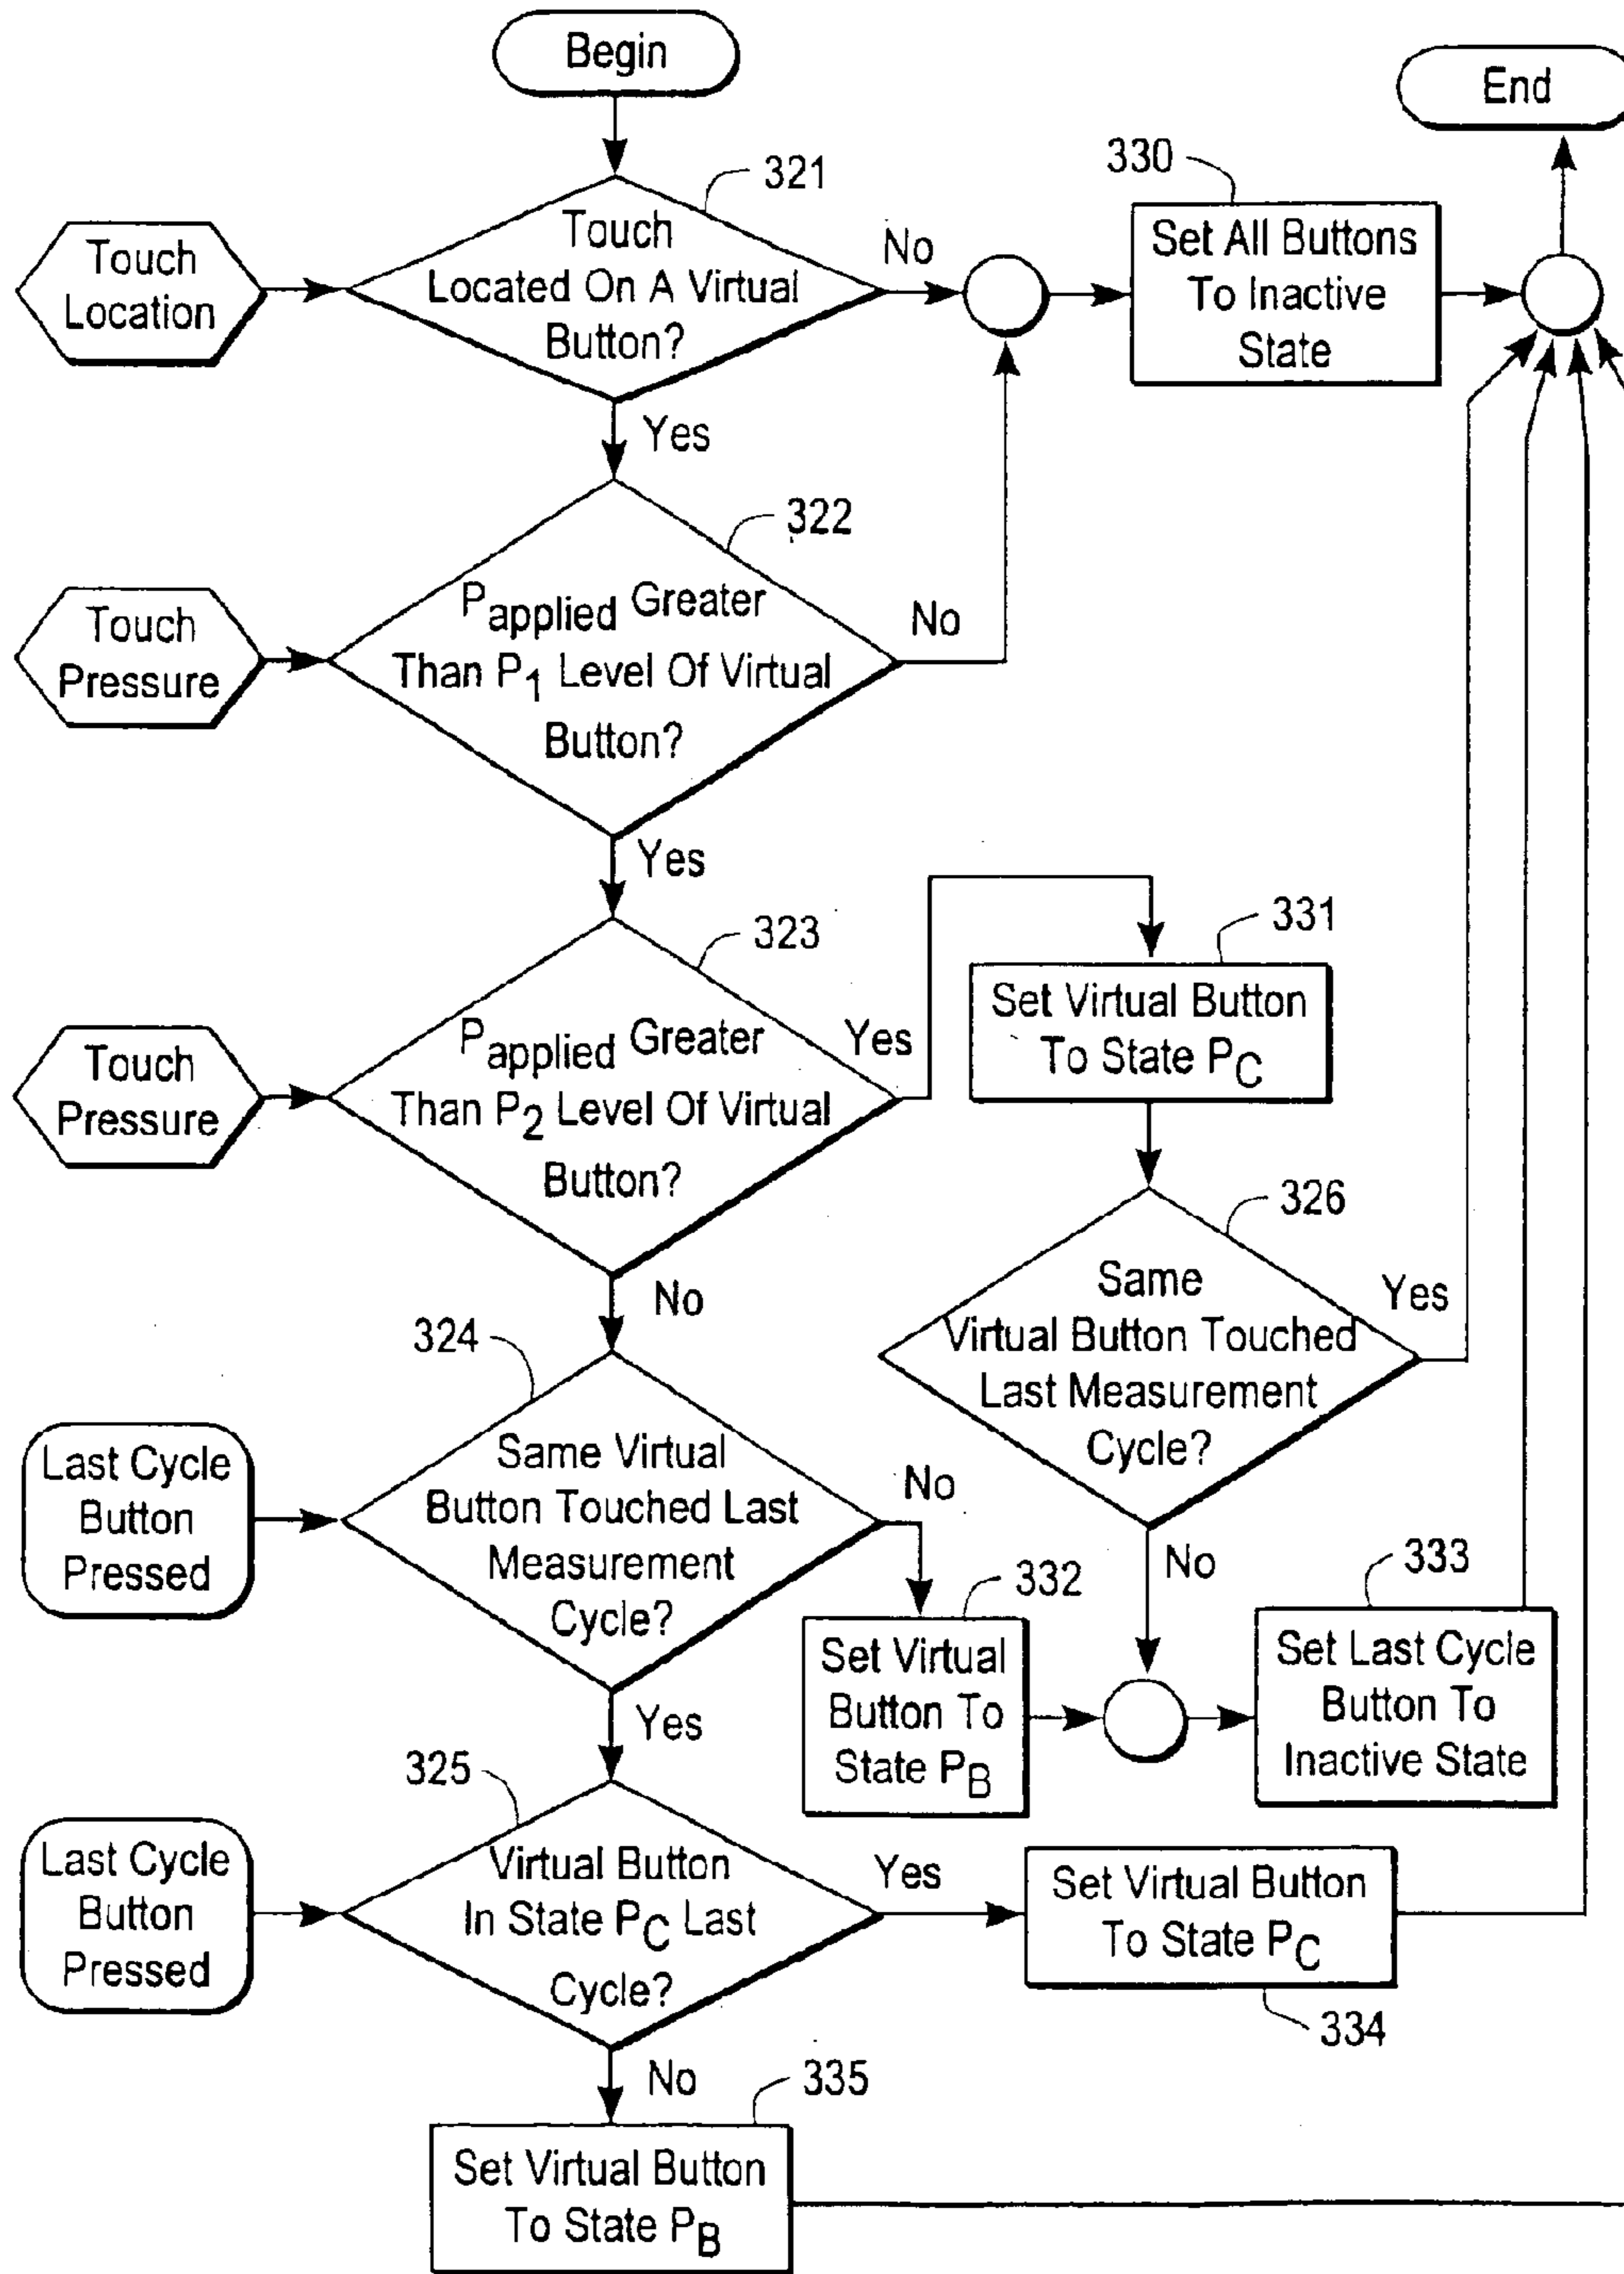 Begin
End
321
330
Touch
Location
Touch
Located On A Virtual
Button?
No
Set All Buttons
To Inactive
State
Yes
322
Touch
Pressure
Papplied Greater
Than P1 Level Of Virtual
Button?
No
Yes
323
331
Touch
Pressure
Papplied Greater
Than P2 Level Of Virtual
Button?
Yes
Set Virtual Button
To State PC
326
No
Same
Virtual Button Touched
Last Measurement
Cycle?
Yes
324
Last Cycle
Button
Pressed
Same Virtual
Button Touched Last
Measurement
Cycle?
No
No
332
333
Set Virtual
Button To
State PB
Set Last Cycle
Button To
Inactive State
Yes
325
Last Cycle
Button
Pressed
Virtual Button
In State PC Last
Cycle?
Yes
Set Virtual Button
To State PC
334
No
335
Set Virtual Button
To State PB